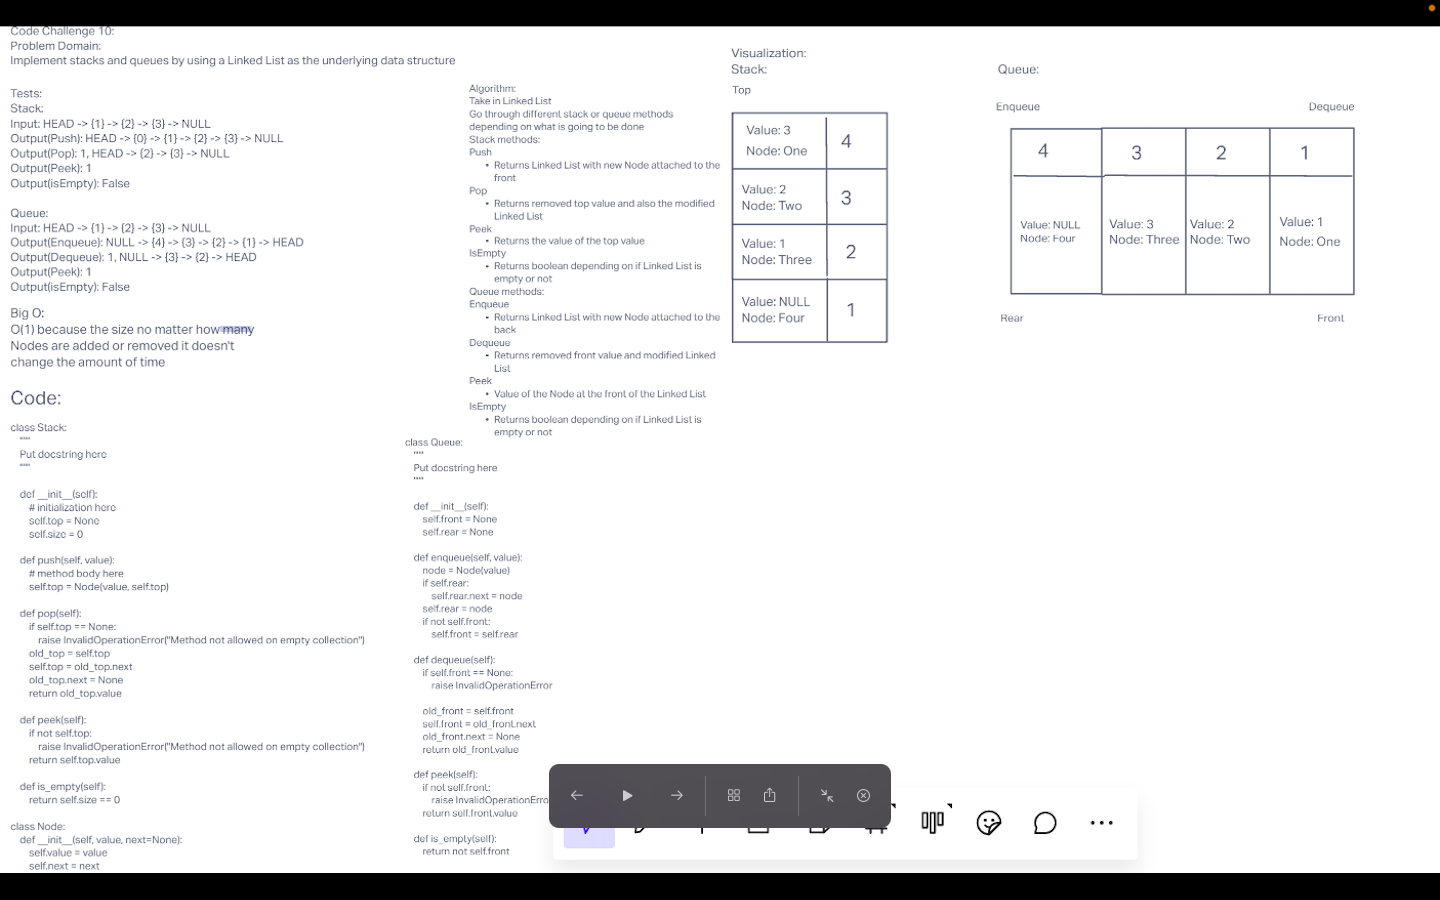 Code Challenge 10:
Problem Domain:
Implement stacks and queues by using a Linked List as the underlying data structure
Tests:
Stack:
Input: HEAD -> {1} -> {2} -> {3} -> NULL
Output(Push): HEAD -> {0} -> {1} -> {2} -> {3} -> NULL
Output(Pop): 1, HEAD -> {2} -> {3} -> NULL
Output(Peek): 1
Output(isEmpty): False
Queue:
Input: HEAD -> {1} -> {2} -> {3} -> NULL
Output(Enqueue): NULL -> {4} -> {3} -> {2} -> {1} -> HEAD
Output(Dequeue): 1, NULL -> {3} -> {2} -> HEAD
Output(Peek): 1
Output(isEmpty): False
Big O:
O(1) because the size no matter how many
Nodes are added or removed it doesn't
change the amount of time
Algorithm:
Take in Linked List
Go through different stack or queue methods
depending on what is going to be done
Stack methods:
Push
• Returns Linked List with new Node attached to the
front
Pop
• Returns removed top value and also the modified
Linked List
Peek
• Returns the value of the top value
IsEmpty
• Returns boolean depending on if Linked List is
empty or not
Queue methods:
Enqueue
• Returns Linked List with new Node attached to the
back
Dequeue
• Returns removed front value and modified Linked
List
Peek
• Value of the Node at the front of the Linked List
IsEmpty
• Returns boolean depending on if Linked List is
empty or not
Visualization:
Stack:
Top
Value: 3
Node: One
4
Value: 2
Node: Two
3
Value: 1
Node: Three
2
Value: NULL
Node: Four
1
Queue:
Enqueue
Dequeue
4
3
2
1
Value: NULL
Node: Four
Value: 3
Node: Three
Value: 2
Node: Two
Value: 1
Node: One
Rear
Front
Code:
class Stack:
"""
Put docstring here
"""
def __init__(self):
# initialization here
self.top = None
self.size = 0
def push(self, value):
# method body here
self.top = Node(value, self.top)
def pop(self):
if self.top == None:
raise InvalidOperationError("Method not allowed on empty collection")
old_top = self.top
self.top = old_top.next
old_top.next = None
return old_top.value
def peek(self):
if not self.top:
raise InvalidOperationError("Method not allowed on empty collection")
return self.top.value
def is_empty(self):
return self.size == 0
class Node:
def __init__(self, value, next=None):
self.value = value
self.next = next
class Queue:
"""
Put docstring here
"""
def __init__(self):
self.front = None
self.rear = None
def enqueue(self, value):
node = Node(value)
if self.rear:
self.rear.next = node
self.rear = node
if not self.front:
self.front = self.rear
def dequeue(self):
if self.front == None:
raise InvalidOperationError
old_front = self.front
self.front = old_front.next
old_front.next = None
return old_front.value
def peek(self):
if not self.front:
raise InvalidOperationErro
return self.front.value
def is_empty(self):
return not self.front